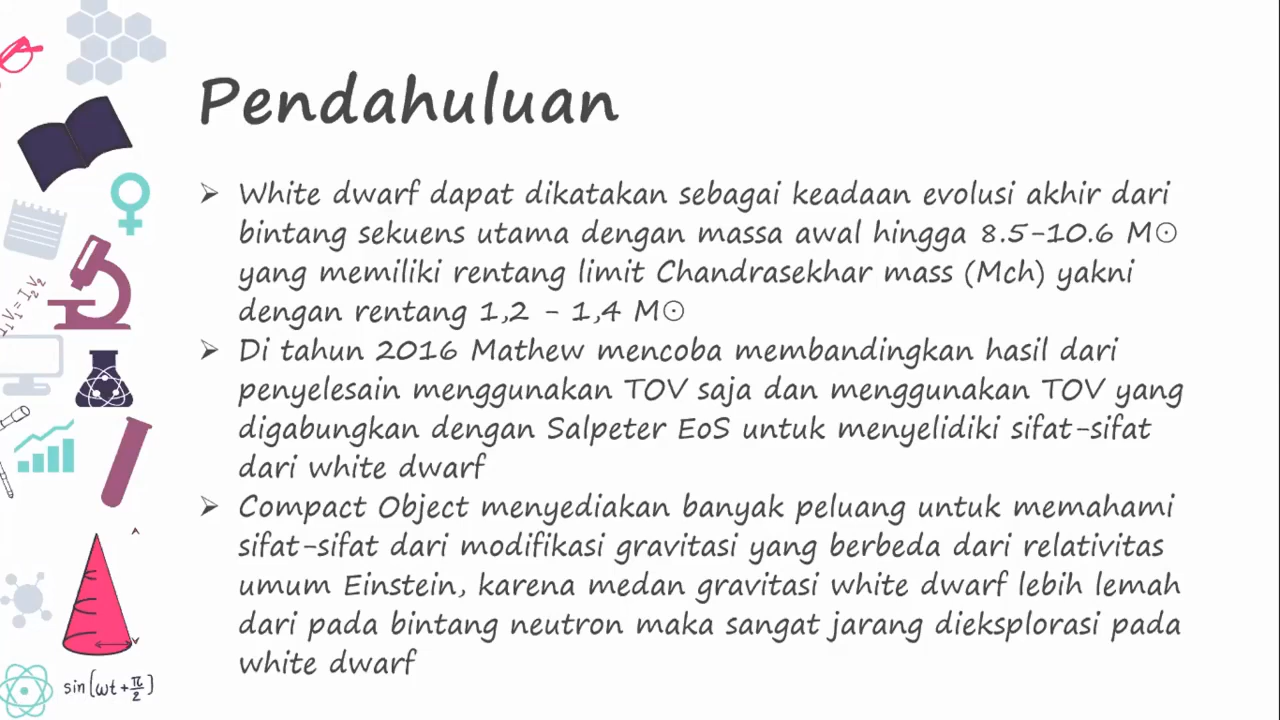 Pendahuluan
➢ White dwarf dapat dikatakan sebagai keadaan evolusi akhir dari
bintang sekuens utama dengan massa awal hingga 8.5-10.6 M☉
yang memiliki rentang limit Chandrasekhar mass (Mch) yakni
dengan rentang 1,2 - 1,4 M☉
➢ Di tahun 2016 Mathew mencoba membandingkan hasil dari
penyelesain menggunakan TOV saja dan menggunakan TOV yang
digabungkan dengan Salpeter EoS untuk menyelidiki sifat-sifat
dari white dwarf
➢ Compact Object menyediakan banyak peluang untuk memahami
sifat-sifat dari modifikasi gravitasi yang berbeda dari relativitas
umum Einstein, karena medan gravitasi white dwarf lebih lemah
dari pada bintang neutron maka sangat jarang dieksplorasi pada
white dwarf
sin(ωt+π/2)